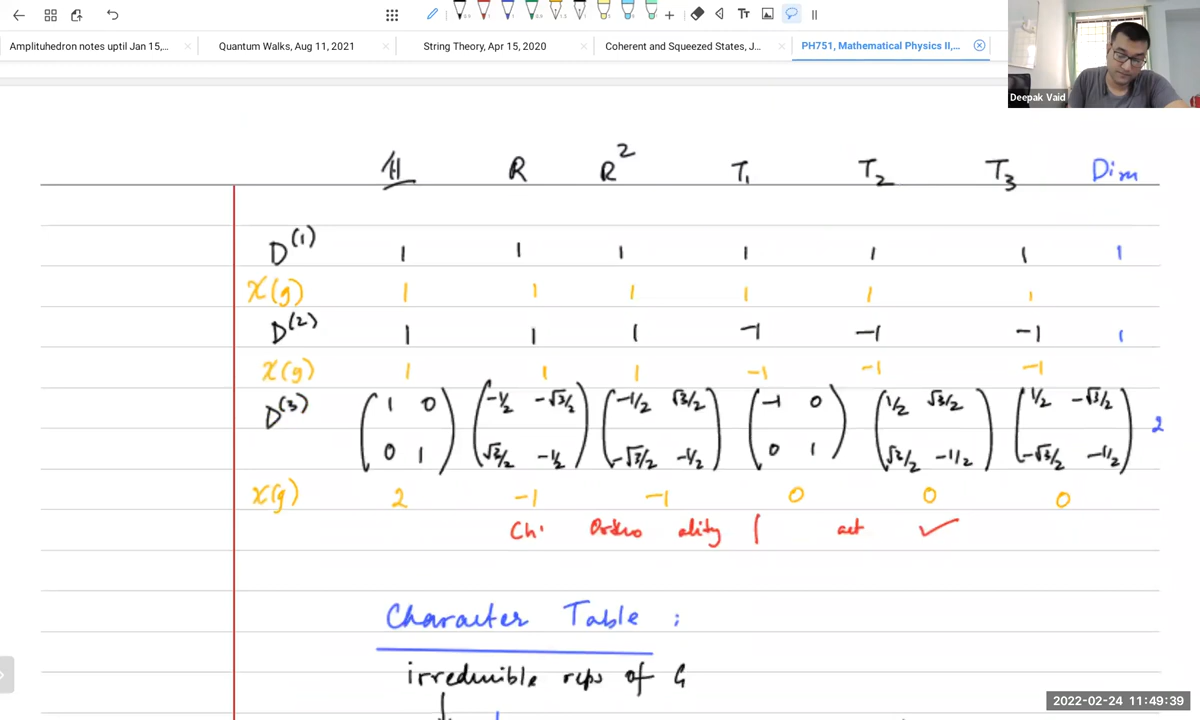 Amplituhedron notes uptil Jan 15,... Quantum Walks, Aug 11, 2021 String Theory, Apr 15, 2020 Coherent and Squeezed States, J... PH751, Mathematical Physics II,...
Deepak Vaid
𝟙 R R² T₁ T₂ T₃ Dim
D⁽¹⁾ 1 1 1 1 1 1 1
χ(g) 1 1 1 1 1 1
D⁽²⁾ 1 1 1 -1 -1 -1 1
χ(g) 1 1 1 -1 -1 -1
D⁽³⁾ (1 0 (-1/2 -√3/2 (-1/2 √3/2 (-1 0 (1/2 √3/2 (1/2 -√3/2 2
0 1) √3/2 -1/2) -√3/2 -1/2) 0 1) √3/2 -1/2) -√3/2 -1/2)
χ(g) 2 -1 -1 0 0 0
Ch' Ortho ality act ✓
Character Table :
irreducible reps of G
2022-02-24 11:49:39